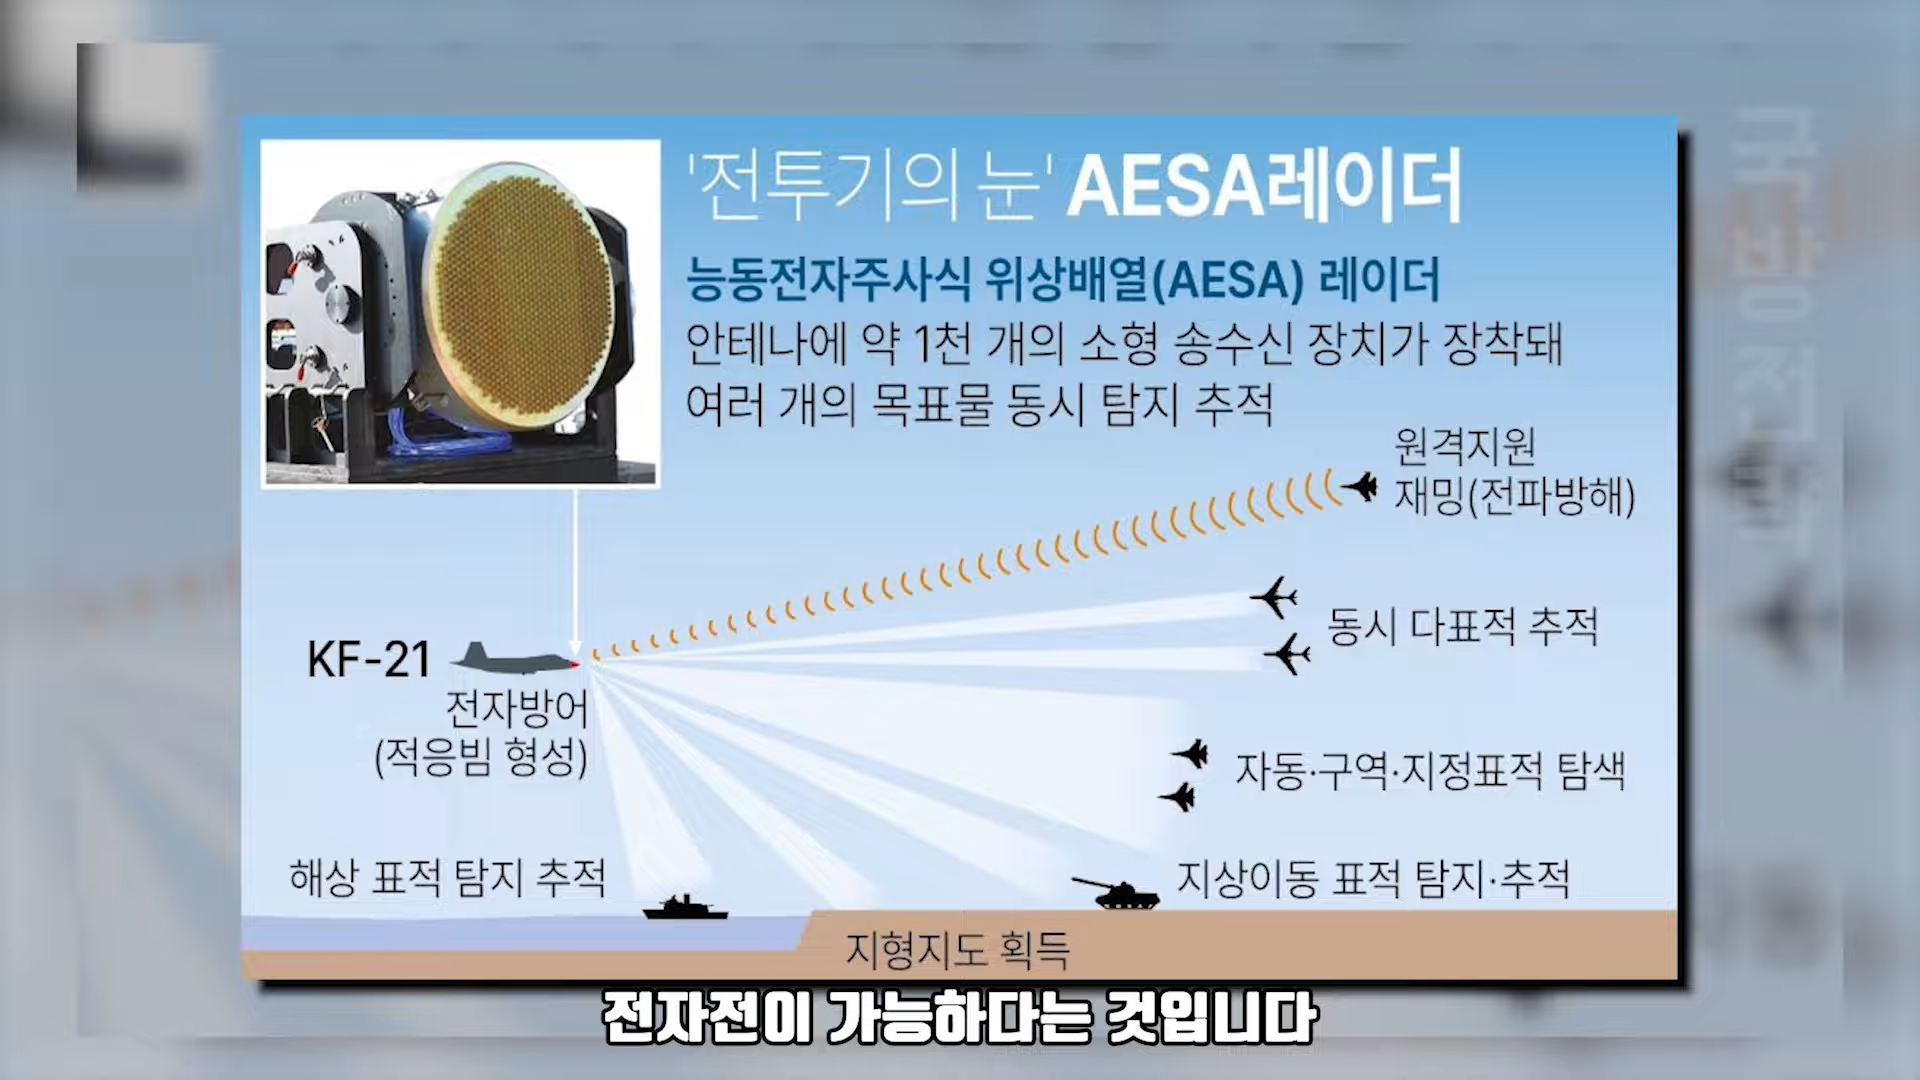 '전투기의 눈' AESA레이더
능동전자주사식 위상배열(AESA) 레이더
안테나에 약 1천 개의 소형 송수신 장치가 장착돼
여러 개의 목표물 동시 탐지 추적
원격지원
재밍(전파방해)
동시 다표적 추적
KF-21
전자방어
(적응빔 형성)
자동·구역·지정표적 탐색
해상 표적 탐지 추적
지상이동 표적 탐지·추적
지형지도 획득
전자전이 가능하다는 것입니다